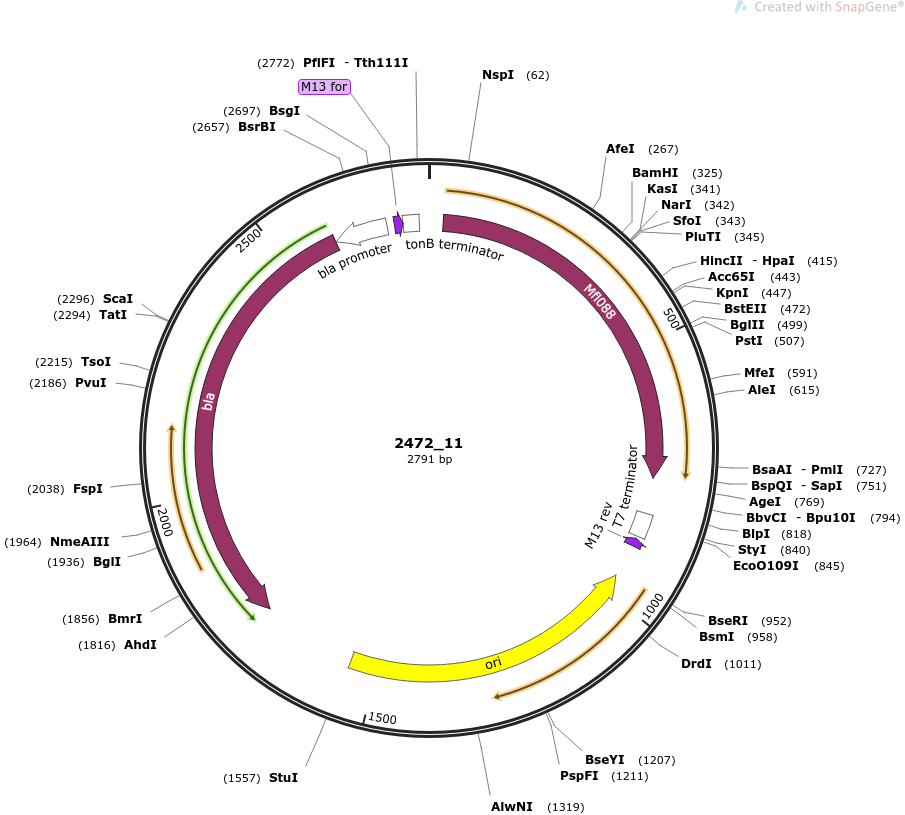 Created with SnapGene®
(2772) PflFI - Tth111I
M13 for
(2697) BsgI
(2657) BsrBI
NspI (62)
AfeI (267)
BamHI (325)
KasI (341)
NarI (342)
SfoI (343)
PluTI (345)
HincII - HpaI (415)
Acc65I (443)
KpnI (447)
BstEII (472)
BglII (499)
PstI (507)
MfeI (591)
AleI (615)
BsaAI - PmlI (727)
BspQI - SapI (751)
AgeI (769)
BbvCI - Bpu10I (794)
BlpI (818)
StyI (840)
EcoO109I (845)
BseRI (952)
BsmI (958)
DrdI (1011)
BseYI (1207)
PspFI (1211)
AlwNI (1319)
(1557) StuI
(1816) AhdI
(1856) BmrI
(1936) BglI
(1964) NmeAIII
(2038) FspI
(2186) PvuI
(2215) TsoI
(2294) TatI
(2296) ScaI
2500
500
1000
1500
2000
bla promoter
tonB terminator
Mfl088
T7 terminator
M13 rev
ori
bla
2472_11
2791 bp